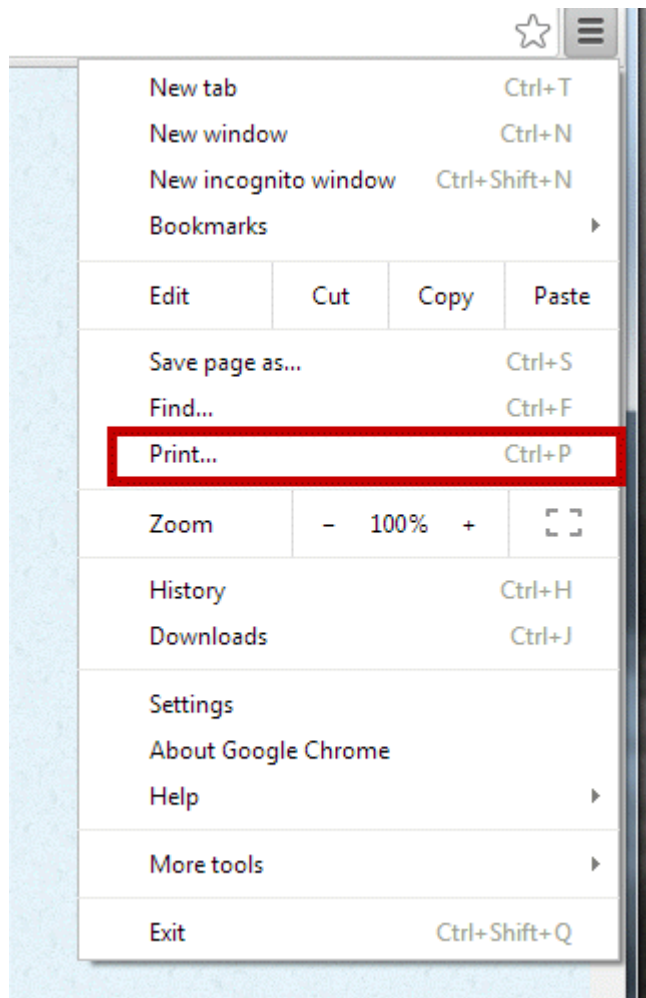 New tab Ctrl+T
New window Ctrl+N
New incognito window Ctrl+Shift+N
Bookmarks
Edit Cut Copy Paste
Save page as... Ctrl+S
Find... Ctrl+F
Print... Ctrl+P
Zoom - 100% +
History Ctrl+H
Downloads Ctrl+J
Settings
About Google Chrome
Help
More tools
Exit Ctrl+Shift+Q